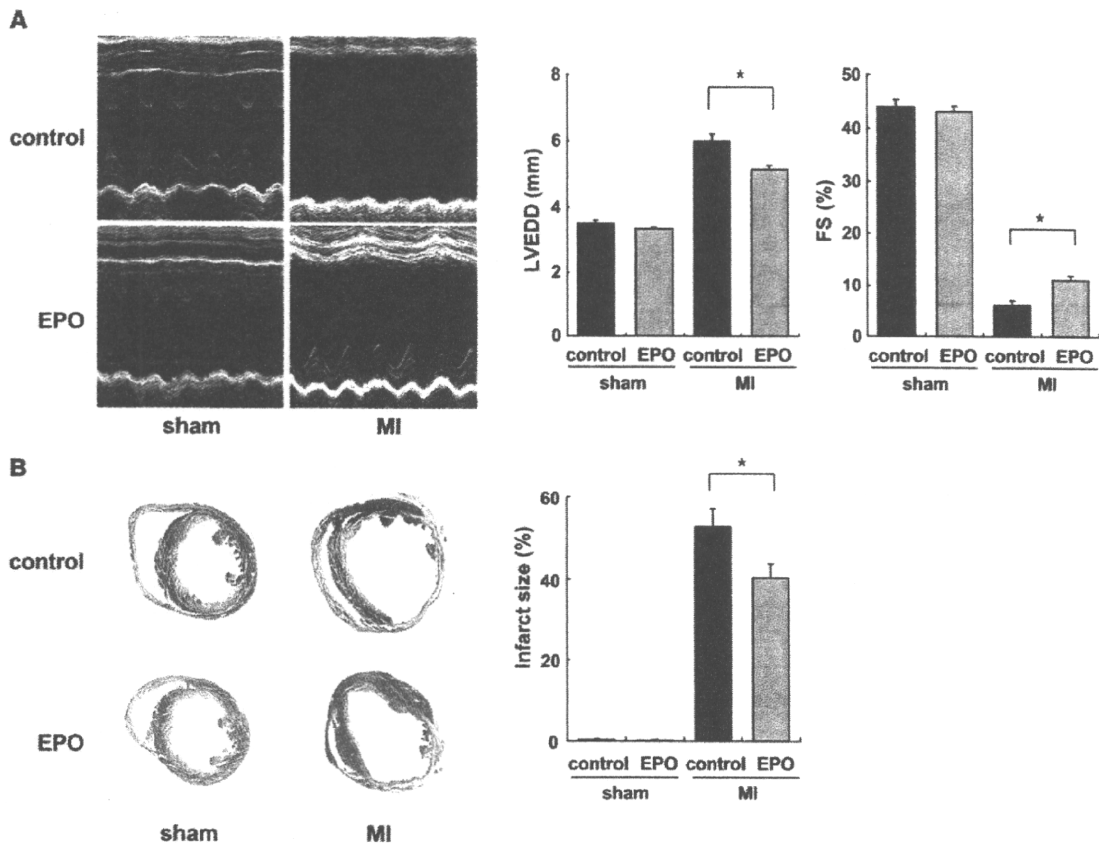 A
control
EPO
sham MI
LVEDD (mm)
8
6
4
2
0
*
control EPO control EPO
sham MI
FS (%)
50
40
30
20
10
0
*
control EPO control EPO
sham MI
B
control
EPO
sham MI
Infarct size (%)
60
40
20
0
*
control EPO control EPO
sham MI